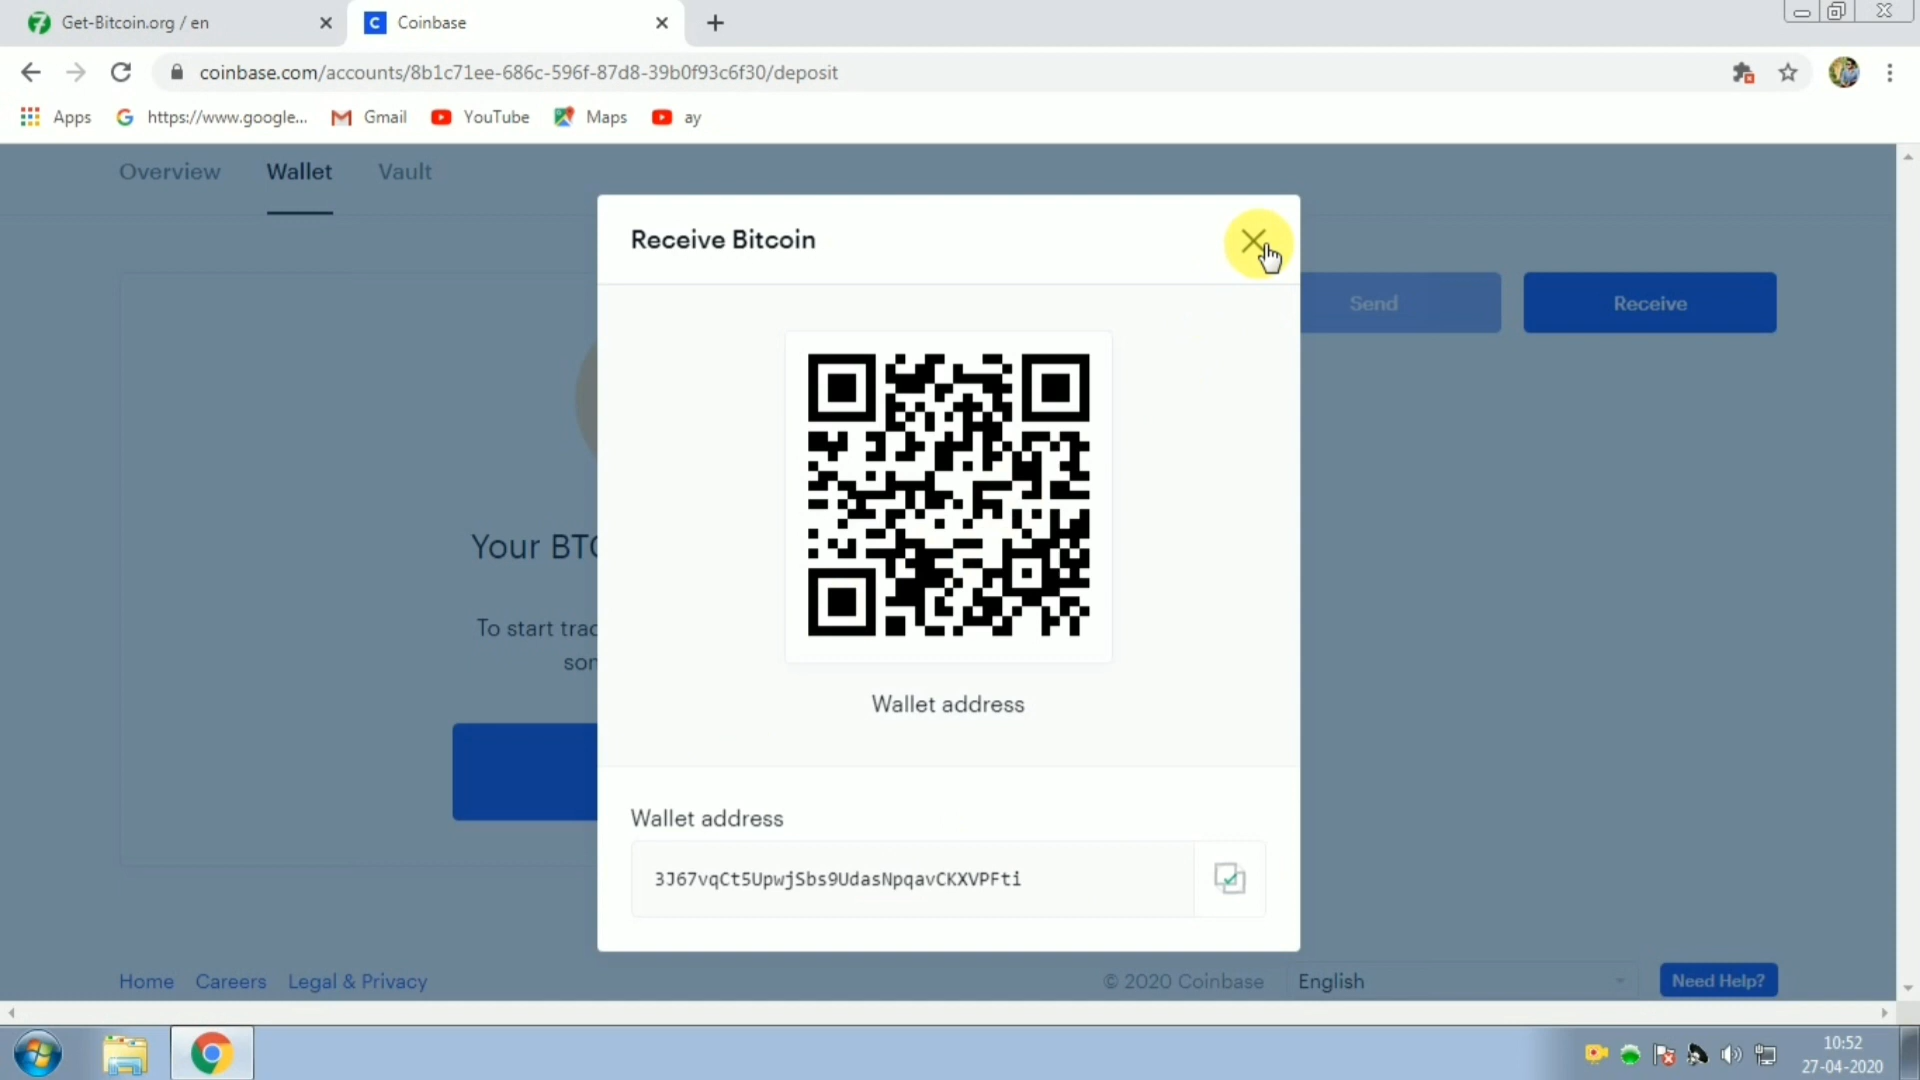 Get-Bitcoin.org / en
Coinbase
coinbase.com/accounts/8b1c71ee-686c-596f-87d8-39b0f93c6f30/deposit
Apps
https://www.google...
Gmail
YouTube
Maps
ay
Overview
Wallet
Vault
Receive Bitcoin
Send
Receive
Your BTC
To start trac
son
Wallet address
Wallet address
3J67vqCt5UpwjSbs9UdasNpqavCKXVPFti
Home
Careers
Legal & Privacy
© 2020 Coinbase
English
Need Help?
10:52
27-04-2020